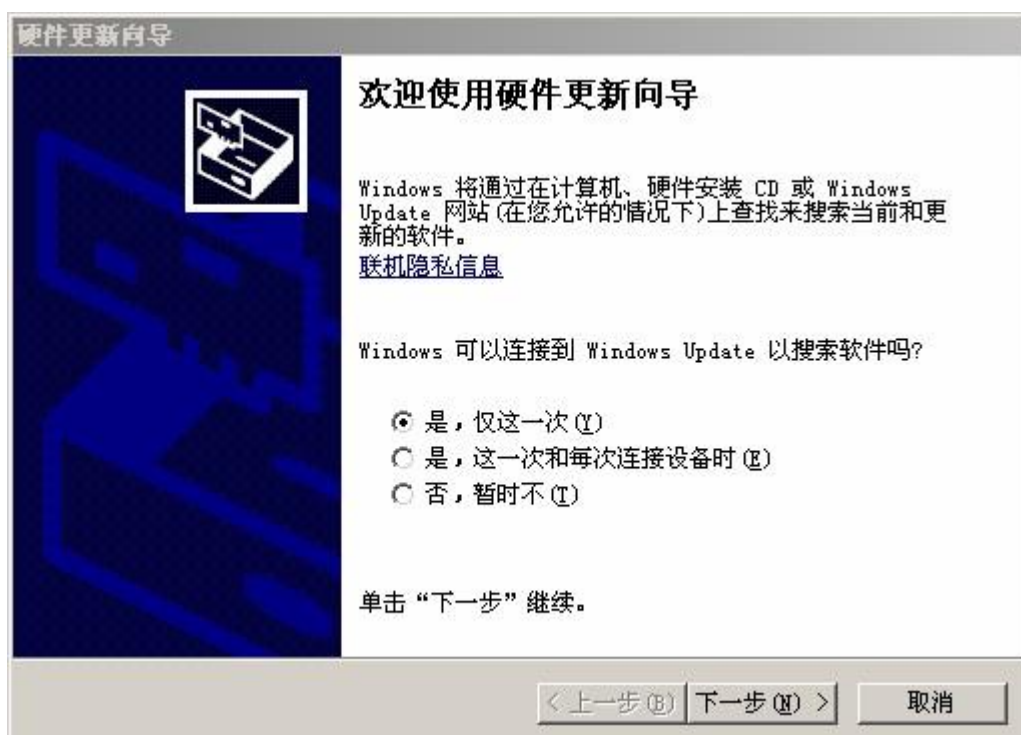 硬件更新向导
欢迎使用硬件更新向导
Windows 将通过在计算机、硬件安装 CD 或 Windows
Update 网站(在您允许的情况下)上查找来搜索当前和更
新的软件。
联机隐私信息
Windows 可以连接到 Windows Update 以搜索软件吗?
是，仅这一次(Y)
是，这一次和每次连接设备时(E)
否，暂时不(T)
单击“下一步”继续。
< 上一步(B)
下一步(N) >
取消